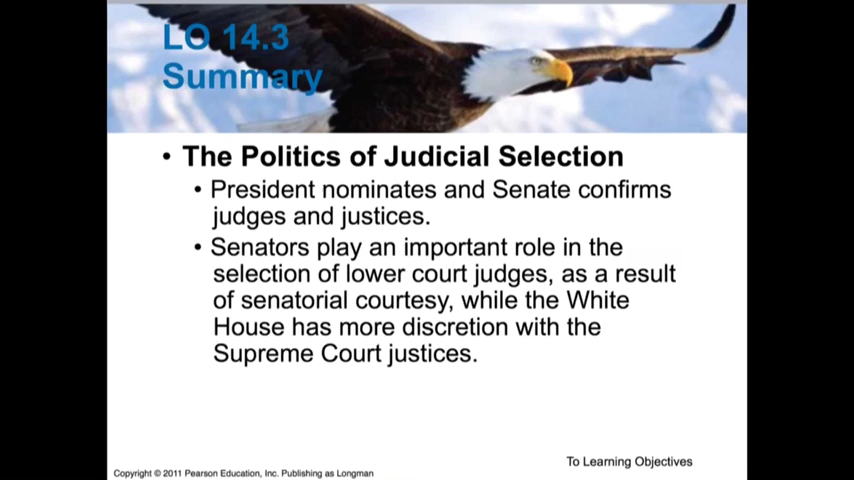 LO 14.3
Summary
• The Politics of Judicial Selection
• President nominates and Senate confirms
judges and justices.
• Senators play an important role in the
selection of lower court judges, as a result
of senatorial courtesy, while the White
House has more discretion with the
Supreme Court justices.
To Learning Objectives
Copyright © 2011 Pearson Education, Inc. Publishing as Longman